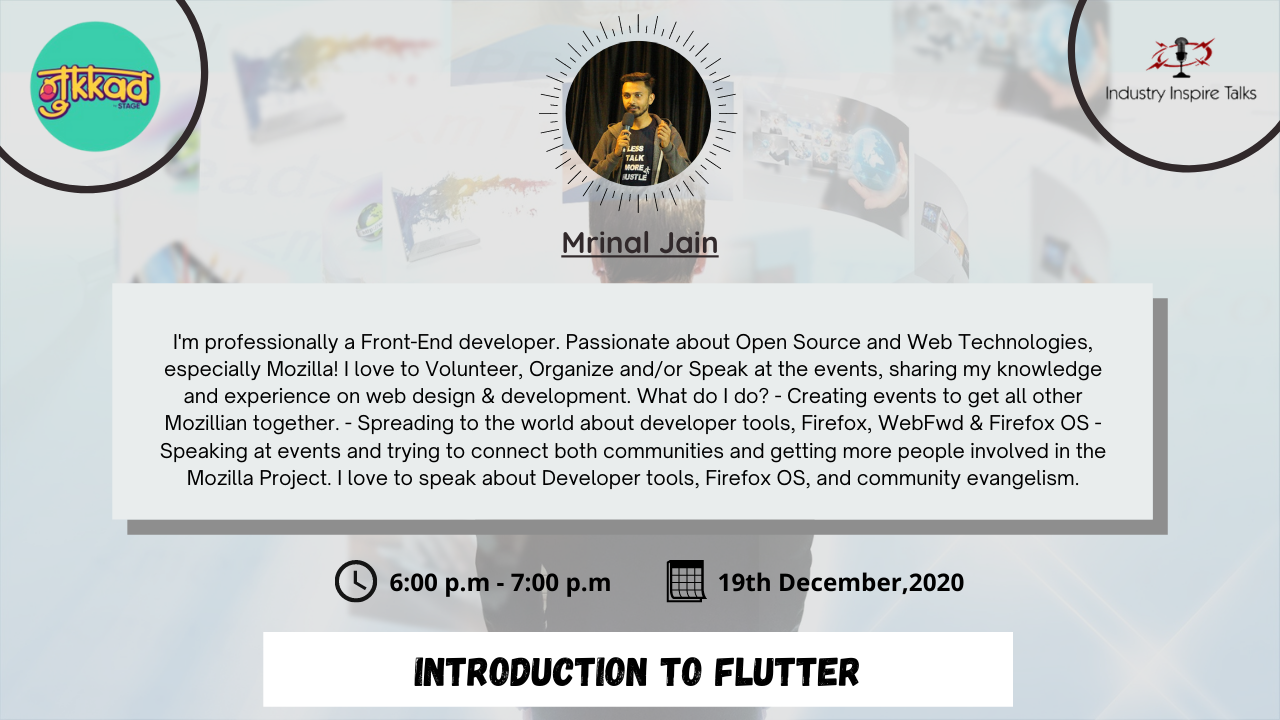 नुkkad
- STAGE
Industry Inspire Talks
LESS
TALK
MORE
HUSTLE
Mrinal Jain
I'm professionally a Front-End developer. Passionate about Open Source and Web Technologies,
especially Mozilla! I love to Volunteer, Organize and/or Speak at the events, sharing my knowledge
and experience on web design & development. What do I do? - Creating events to get all other
Mozillian together. - Spreading to the world about developer tools, Firefox, WebFwd & Firefox OS -
Speaking at events and trying to connect both communities and getting more people involved in the
Mozilla Project. I love to speak about Developer tools, Firefox OS, and community evangelism.
6:00 p.m - 7:00 p.m
19th December,2020
INTRODUCTION TO FLUTTER